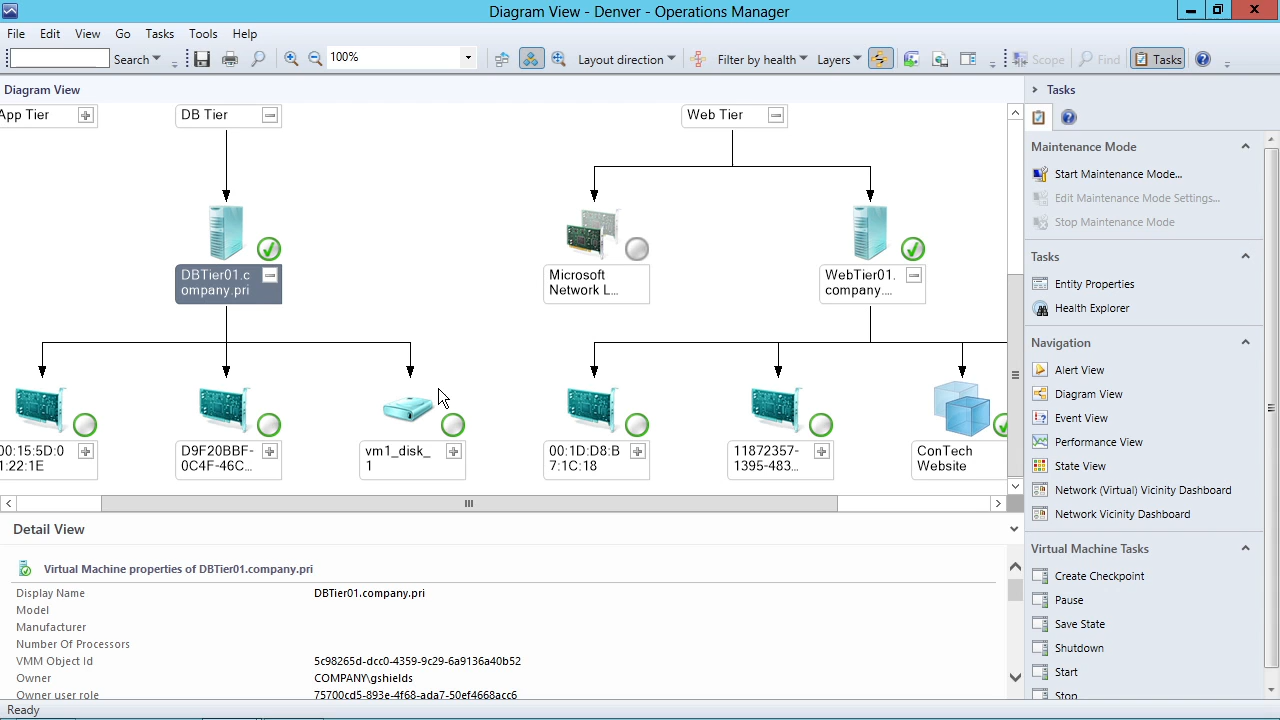 Diagram View - Denver - Operations Manager
File Edit View Go Tasks Tools Help
Search 100% Layout direction Filter by health Layers Scope Find Tasks
Diagram View
App Tier
DB Tier
Web Tier
DBTier01.c
ompany.pri
Microsoft
Network L...
WebTier01.
company....
00:15:5D:0
1:22:1E
D9F20BBF-
0C4F-46C...
vm1_disk_
1
00:1D:D8:B
7:1C:18
11872357-
1395-483...
ConTech
Website
Detail View
Virtual Machine properties of DBTier01.company.pri
Display Name DBTier01.company.pri
Model
Manufacturer
Number Of Processors
VMM Object Id 5c98265d-dcc0-4359-9c29-6a9136a40b52
Owner COMPANY\gshields
Owner user role 75700cd5-893e-4f68-ada7-50ef4668acc6
Ready
Tasks
Maintenance Mode
Start Maintenance Mode...
Edit Maintenance Mode Settings...
Stop Maintenance Mode
Tasks
Entity Properties
Health Explorer
Navigation
Alert View
Diagram View
Event View
Performance View
State View
Network (Virtual) Vicinity Dashboard
Network Vicinity Dashboard
Virtual Machine Tasks
Create Checkpoint
Pause
Save State
Shutdown
Start
Stop